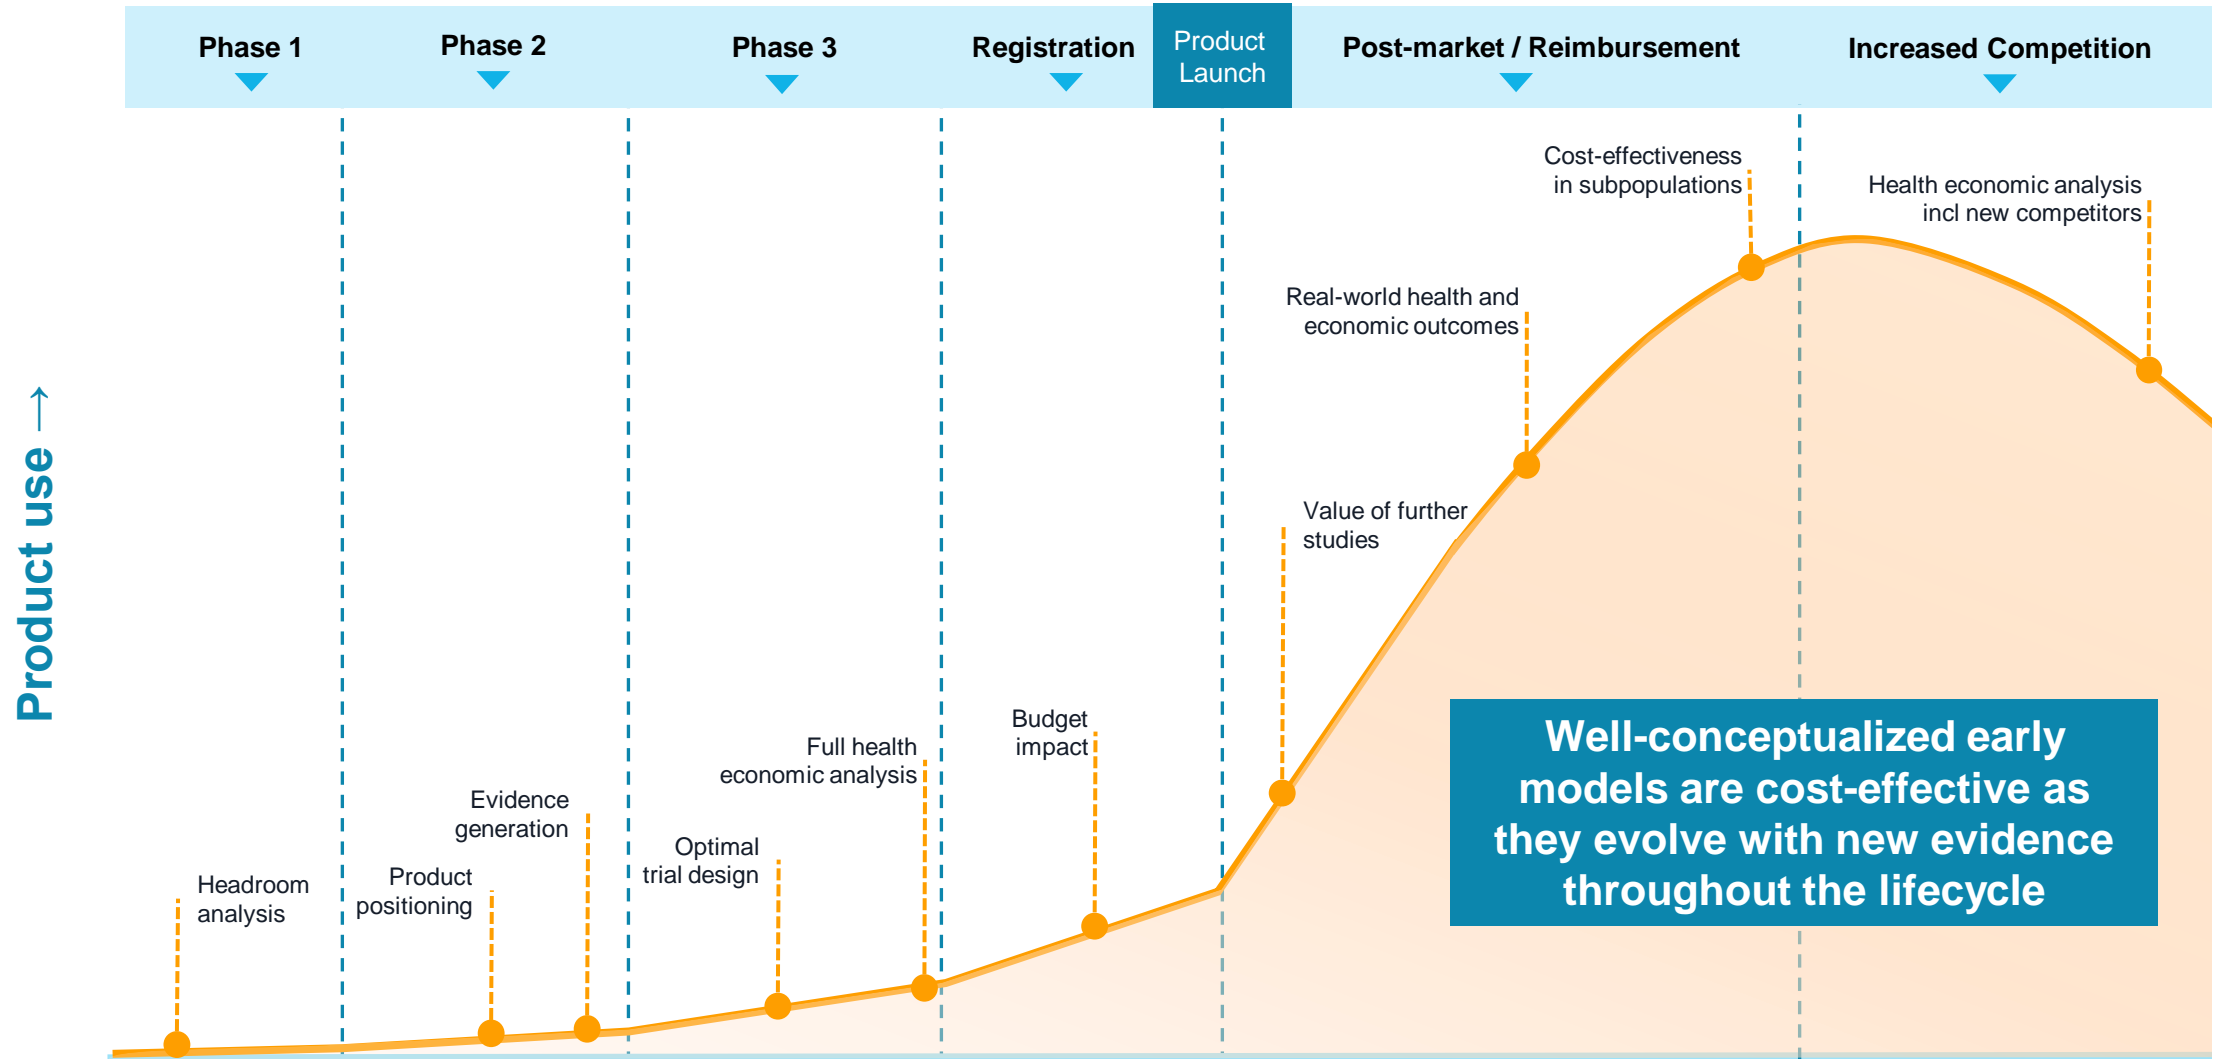 Phase 1
Phase 2
Phase 3
Registration
Product
Launch
Post-market / Reimbursement
Increased Competition
Product use →
Headroom
analysis
Product
positioning
Evidence
generation
Optimal
trial design
Full health
economic analysis
Budget
impact
Value of further
studies
Real-world health and
economic outcomes
Cost-effectiveness
in subpopulations
Health economic analysis
incl new competitors
Well-conceptualized early
models are cost-effective as
they evolve with new evidence
throughout the lifecycle